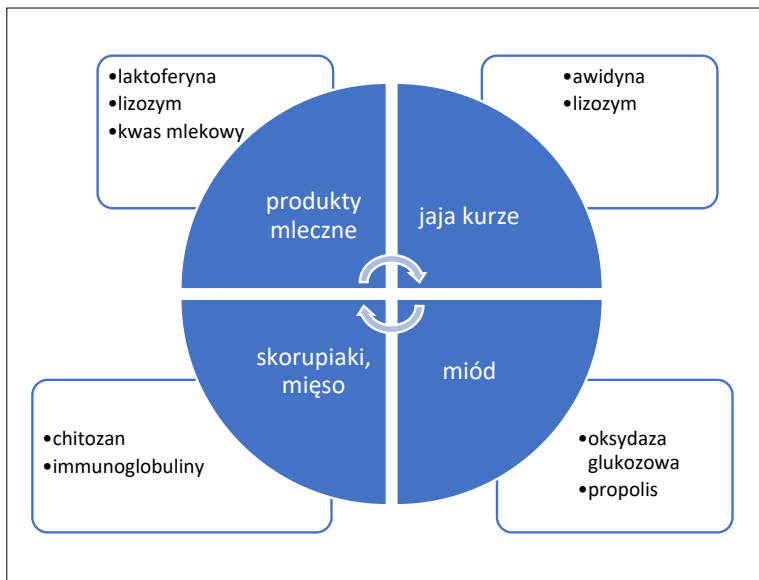 •laktoferyna
•lizozym
•kwas mlekowy
•awidyna
•lizozym
produkty
mleczne
jaja kurze
skorupiaki,
mięso
miód
•chitozan
•immunoglobuliny
•oksydaza
glukozowa
•propolis